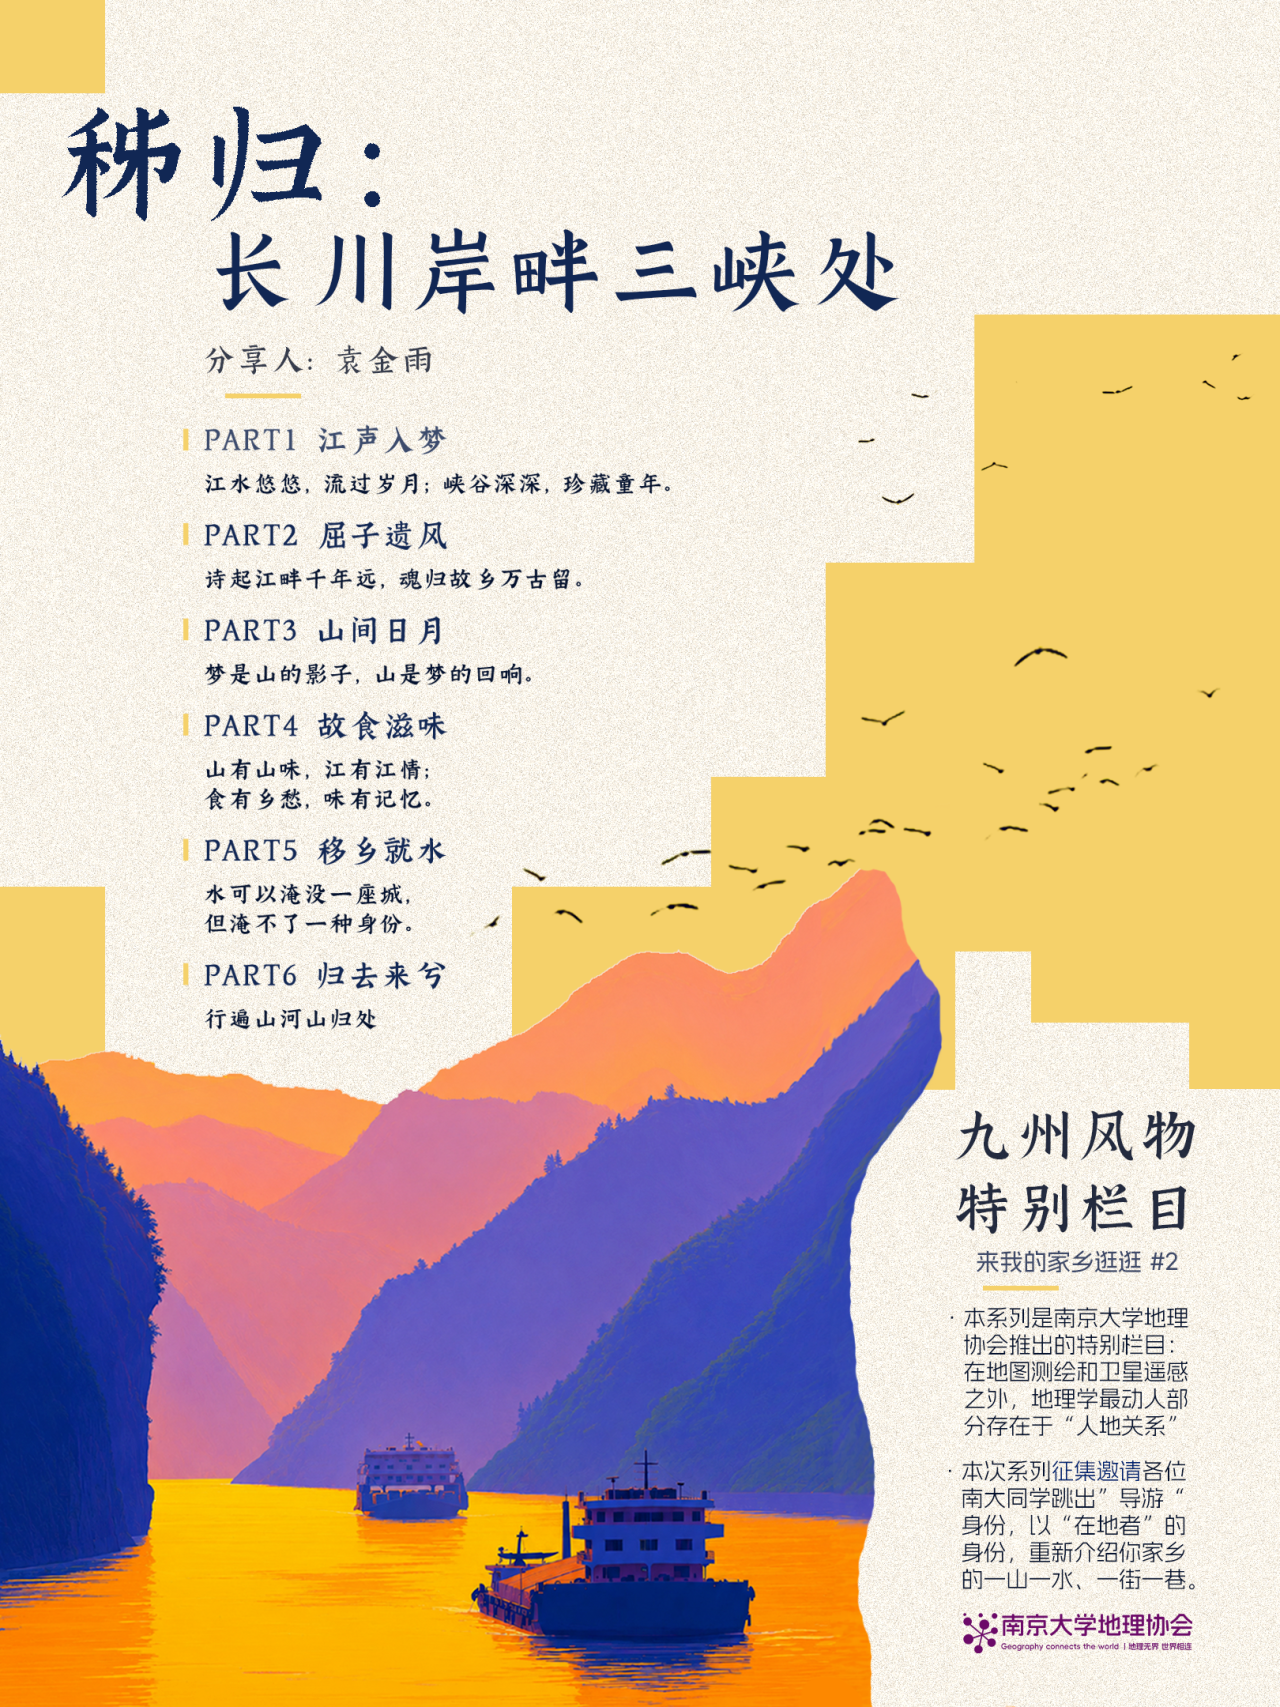 秭归：
长川岸畔三峡处
分享人：袁金雨
PART1 江声入梦
江水悠悠，流过岁月；峡谷深深，珍藏童年。
PART2 屈子遗风
诗起江畔千年远，魂归故乡万古留。
PART3 山间日月
梦是山的影子，山是梦的回响。
PART4 故食滋味
山有山味，江有江情；
食有乡愁，味有记忆。
PART5 移乡就水
水可以淹没一座城，
但淹不了一种身份。
PART6 归去来兮
行遍山河山归处
九州风物
特别栏目
来我的家乡逛逛 #2
· 本系列是南京大学地理
协会推出的特别栏目：
在地图测绘和卫星遥感
之外，地理学最动人部
分存在于“人地关系”
· 本次系列征集邀请各位
南大同学跳出”导游“
身份，以“在地者”的
身份，重新介绍你家乡
的一山一水、一街一巷。
南京大学地理协会
Geography connects the world | 地理无界 世界相连